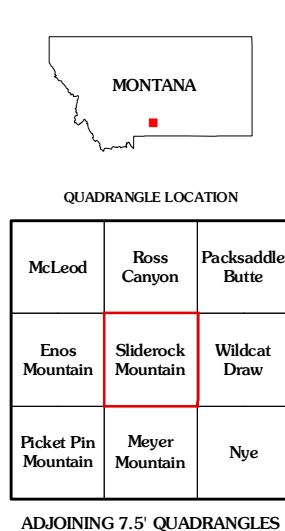 MONTANA
QUADRANGLE LOCATION
McLeod
Ross
Canyon
Packsaddle
Butte
Enos
Mountain
Sliderock
Mountain
Wildcat
Draw
Picket Pin
Mountain
Meyer
Mountain
Nye
ADJOINING 7.5' QUADRANGLES